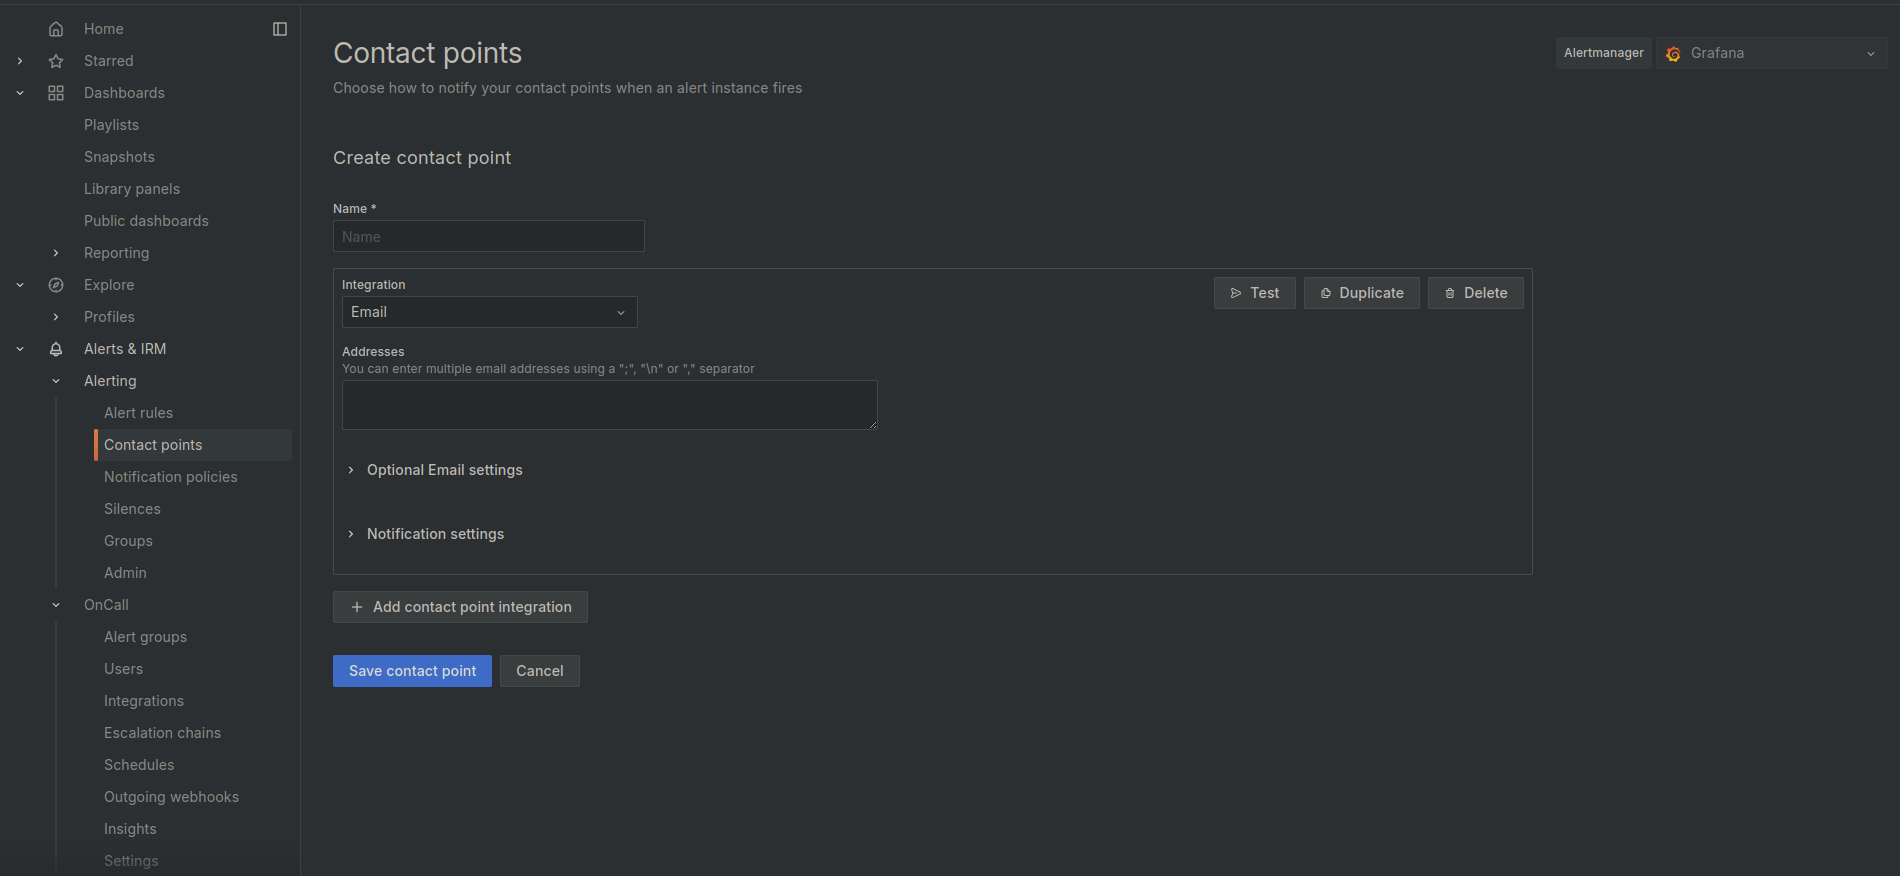 Home
Starred
Dashboards
Playlists
Snapshots
Library panels
Public dashboards
Reporting
Explore
Profiles
Alerts & IRM
Alerting
Alert rules
Contact points
Notification policies
Silences
Groups
Admin
OnCall
Alert groups
Users
Integrations
Escalation chains
Schedules
Outgoing webhooks
Insights
Settings
Contact points
Choose how to notify your contact points when an alert instance fires
Alertmanager Grafana
Create contact point
Name *
Name
Integration
Email
Test Duplicate Delete
Addresses
You can enter multiple email addresses using a ";", "\n" or "," separator
Optional Email settings
Notification settings
Add contact point integration
Save contact point Cancel